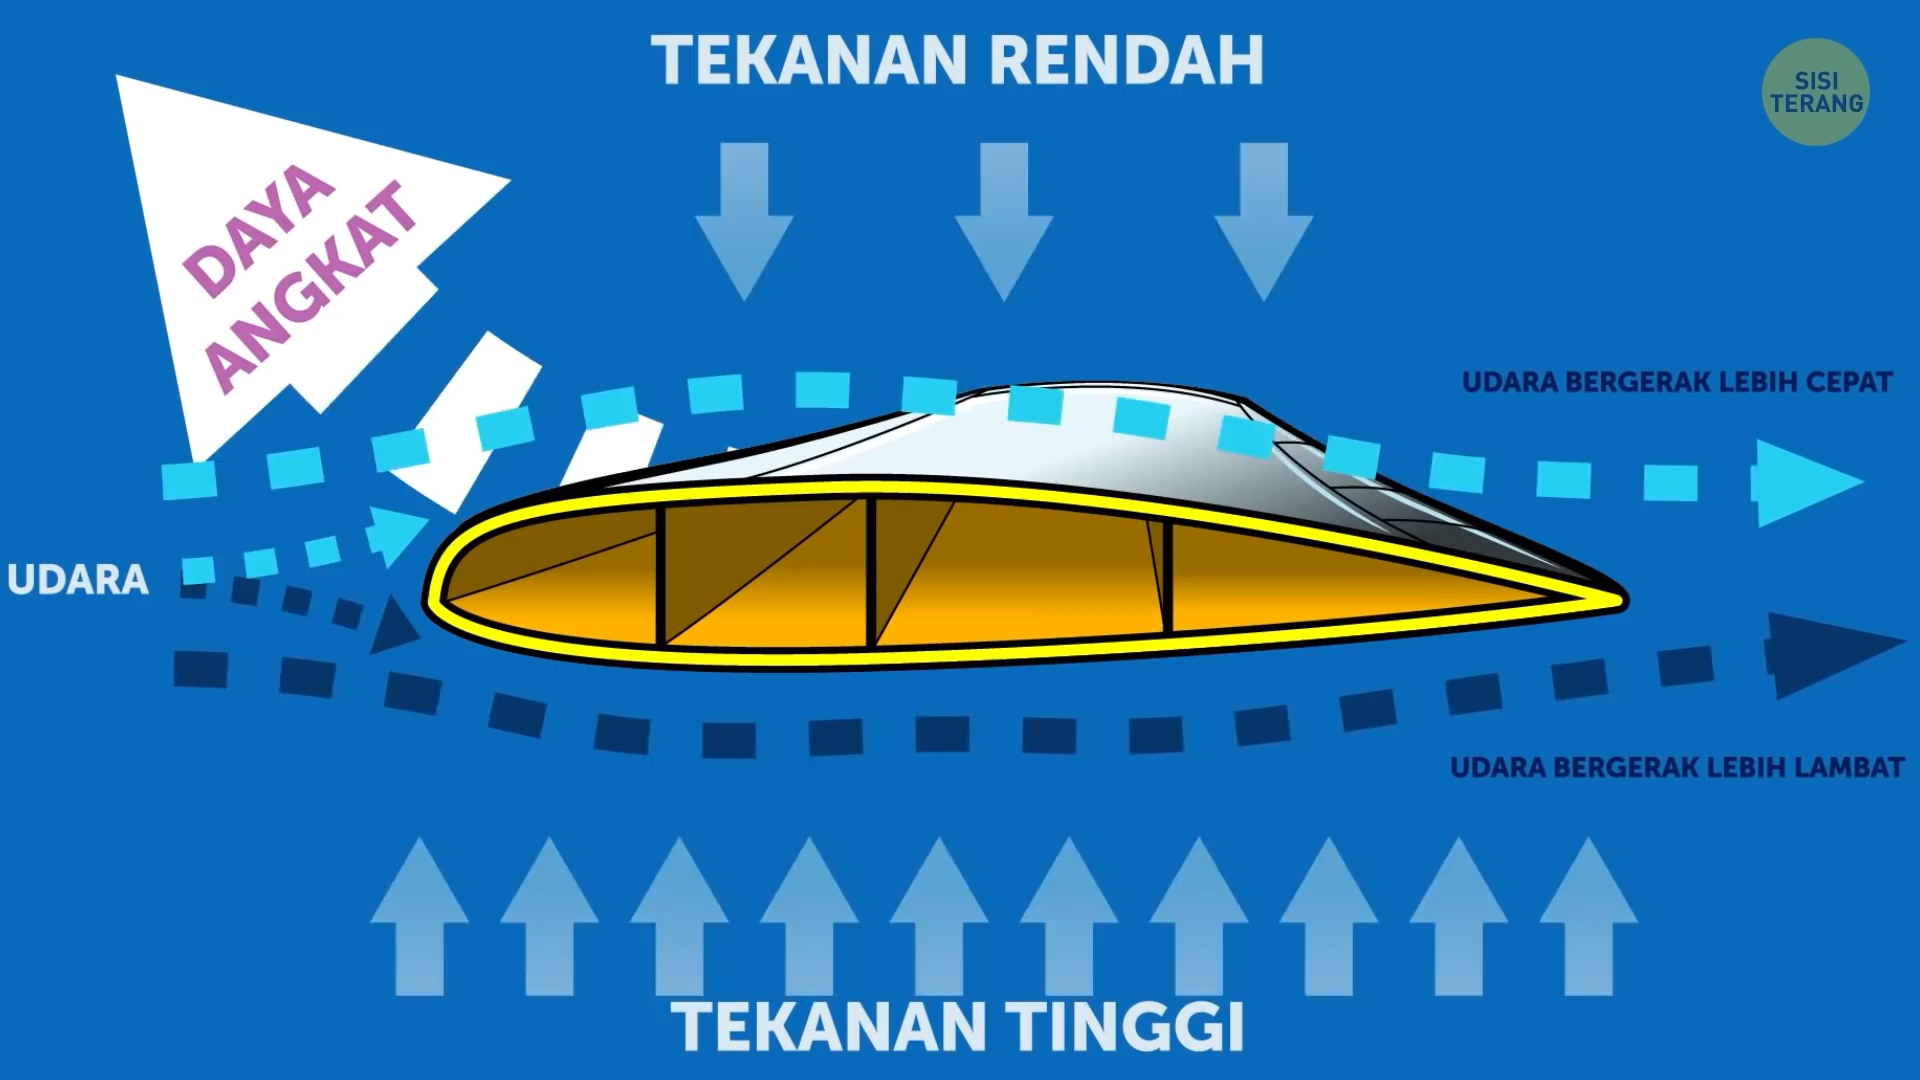 TEKANAN RENDAH
SISI
TERANG
DAYA
ANGKAT
UDARA BERGERAK LEBIH CEPAT
UDARA
UDARA BERGERAK LEBIH LAMBAT
TEKANAN TINGGI